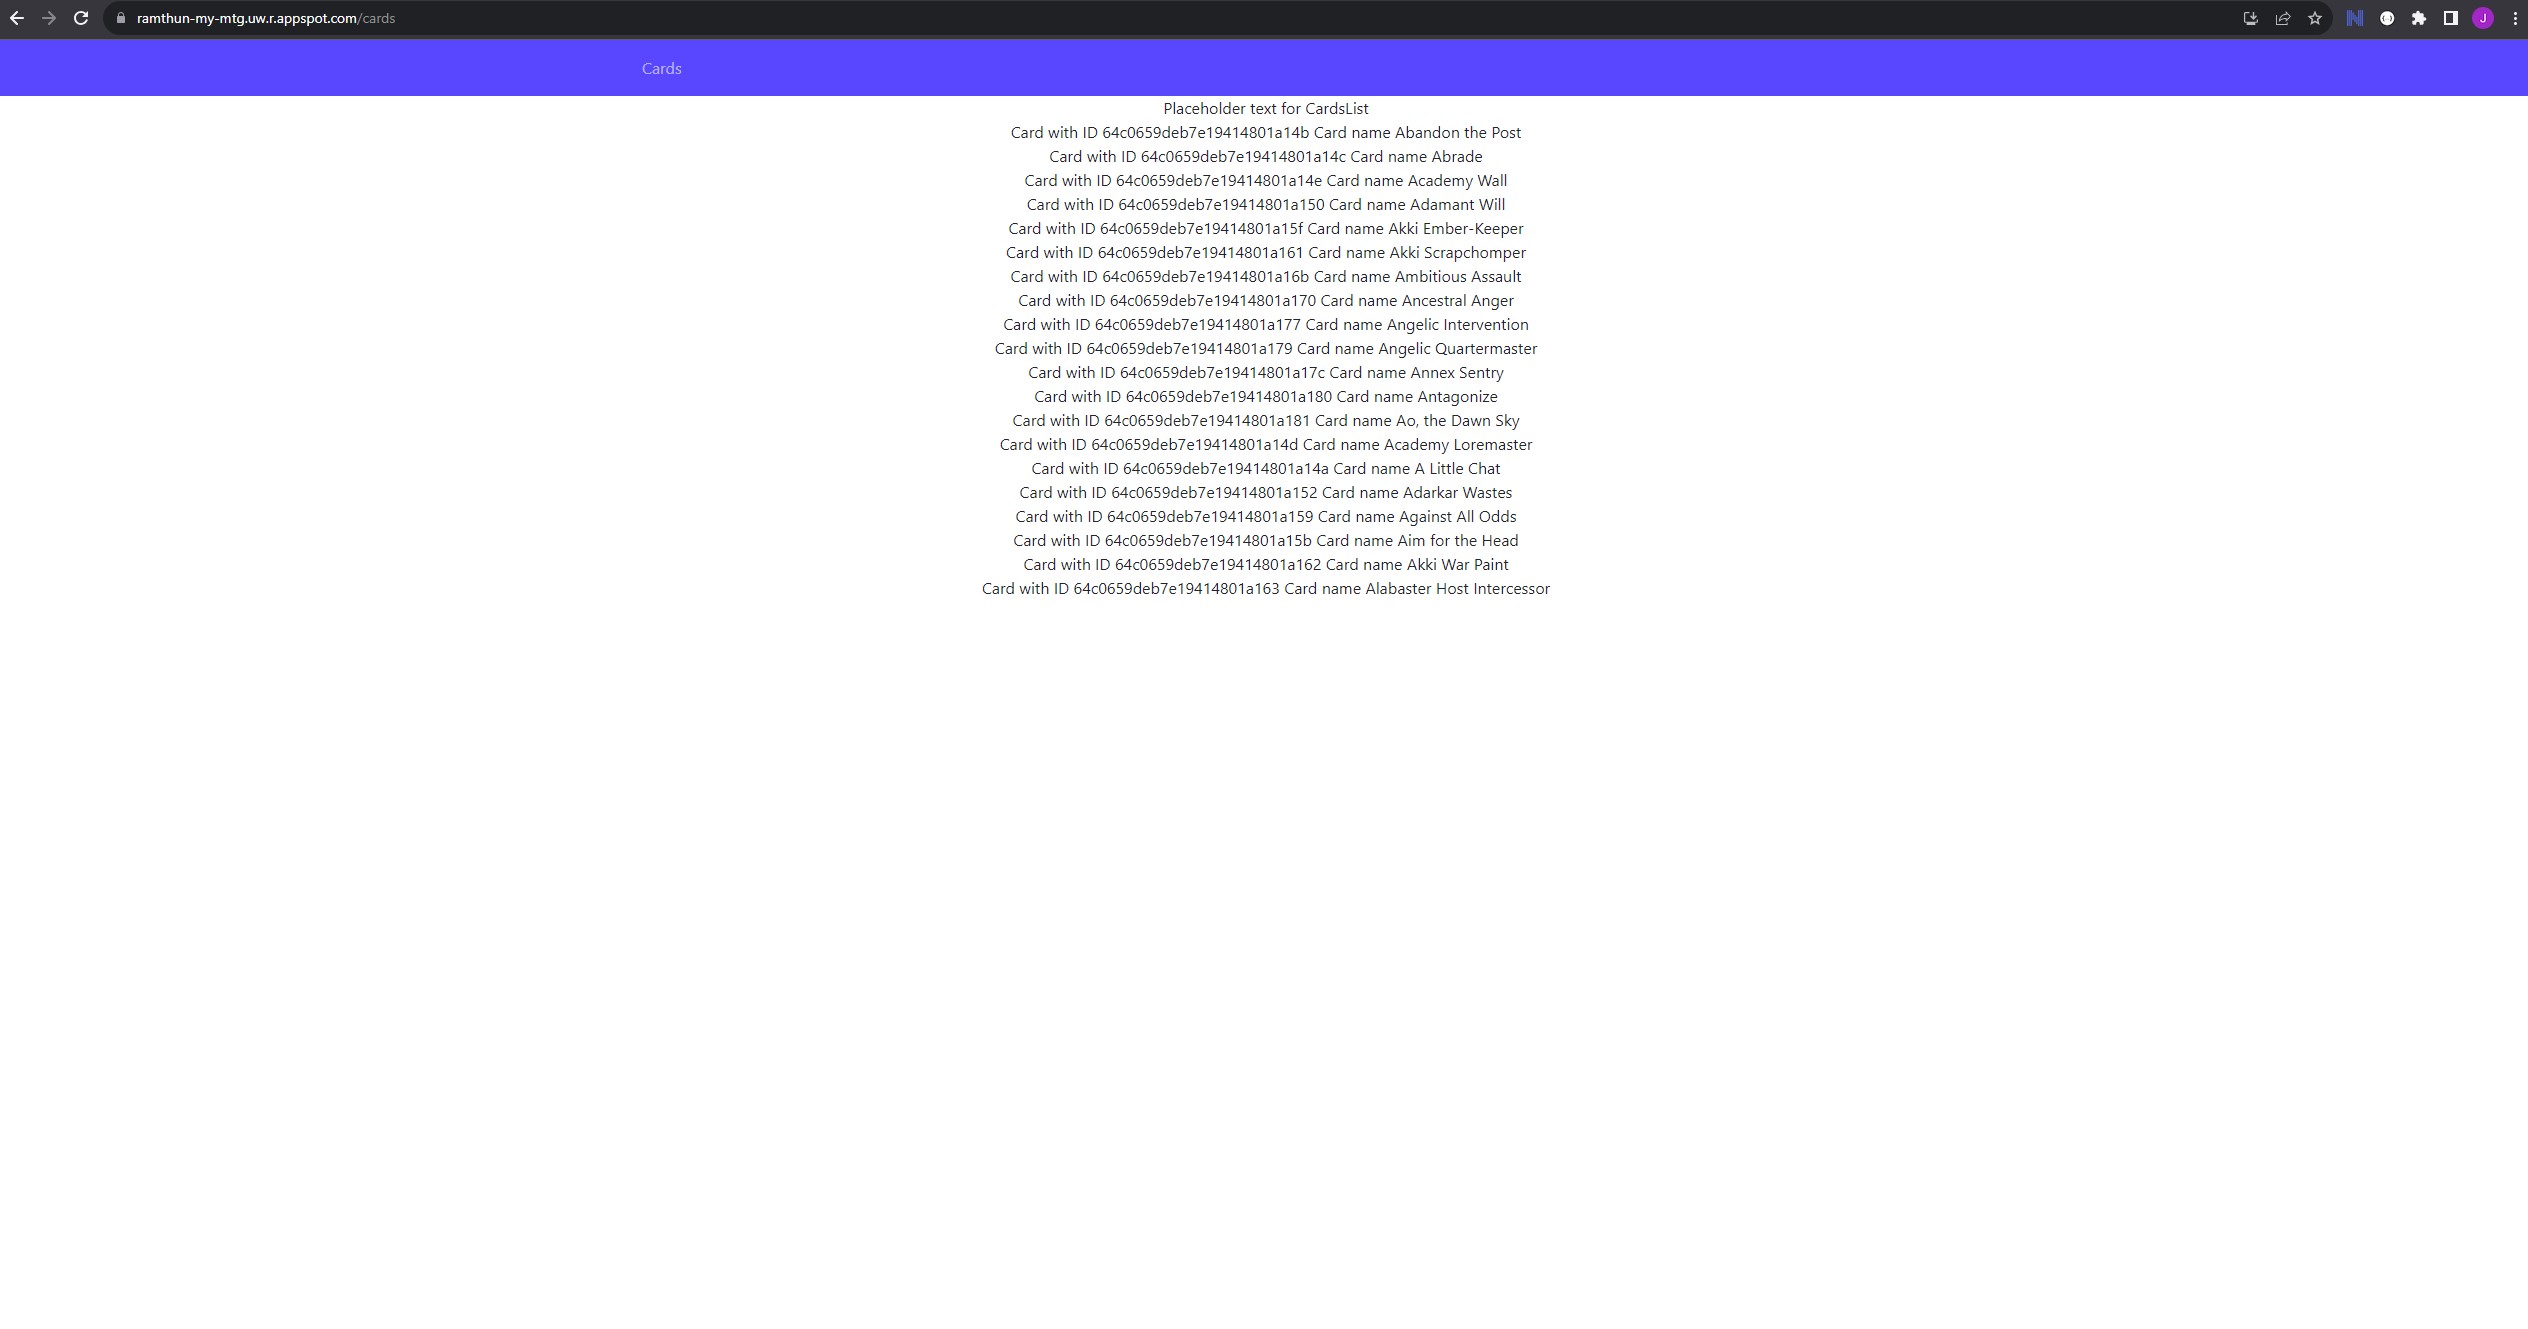 ramthun-my-mtg.uw.r.appspot.com/cards
J
Cards
Placeholder text for CardsList
Card with ID 64c0659deb7e19414801a14b Card name Abandon the Post
Card with ID 64c0659deb7e19414801a14c Card name Abrade
Card with ID 64c0659deb7e19414801a14e Card name Academy Wall
Card with ID 64c0659deb7e19414801a150 Card name Adamant Will
Card with ID 64c0659deb7e19414801a15f Card name Akki Ember-Keeper
Card with ID 64c0659deb7e19414801a161 Card name Akki Scrapchomper
Card with ID 64c0659deb7e19414801a16b Card name Ambitious Assault
Card with ID 64c0659deb7e19414801a170 Card name Ancestral Anger
Card with ID 64c0659deb7e19414801a177 Card name Angelic Intervention
Card with ID 64c0659deb7e19414801a179 Card name Angelic Quartermaster
Card with ID 64c0659deb7e19414801a17c Card name Annex Sentry
Card with ID 64c0659deb7e19414801a180 Card name Antagonize
Card with ID 64c0659deb7e19414801a181 Card name Ao, the Dawn Sky
Card with ID 64c0659deb7e19414801a14d Card name Academy Loremaster
Card with ID 64c0659deb7e19414801a14a Card name A Little Chat
Card with ID 64c0659deb7e19414801a152 Card name Adarkar Wastes
Card with ID 64c0659deb7e19414801a159 Card name Against All Odds
Card with ID 64c0659deb7e19414801a15b Card name Aim for the Head
Card with ID 64c0659deb7e19414801a162 Card name Akki War Paint
Card with ID 64c0659deb7e19414801a163 Card name Alabaster Host Intercessor